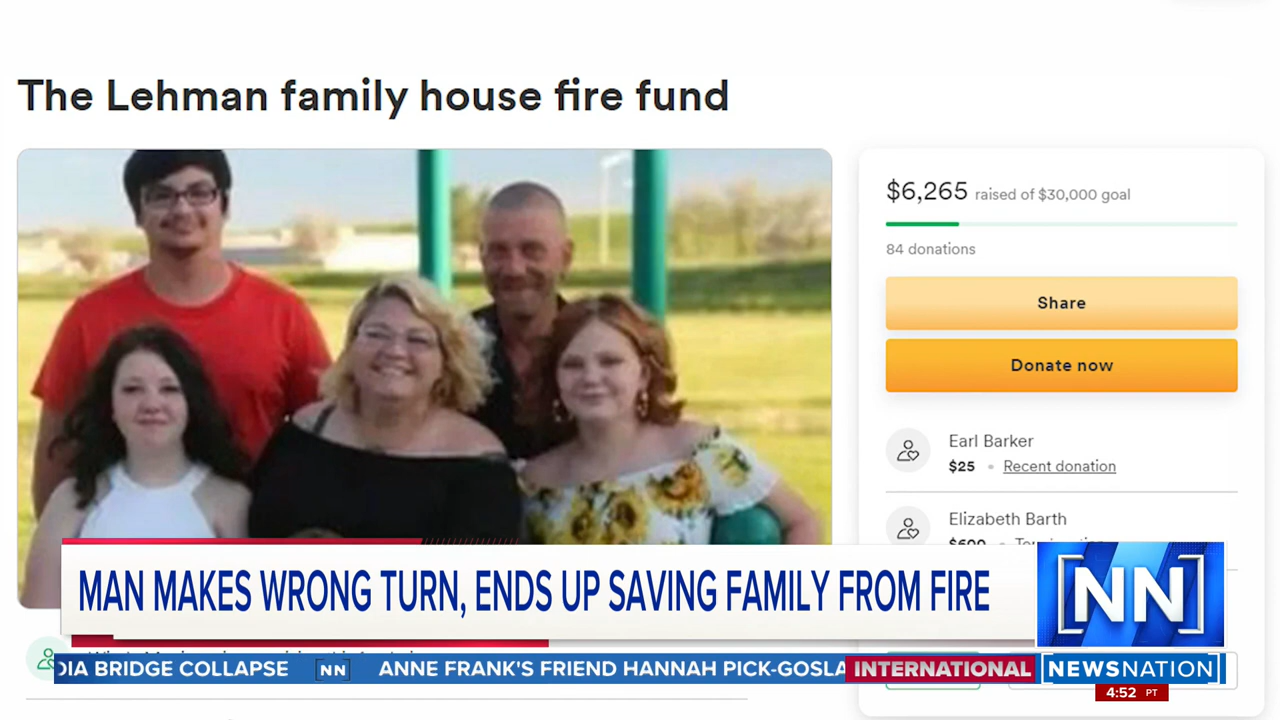 The Lehman family house fire fund
$6,265 raised of $30,000 goal
84 donations
Share
Donate now
Earl Barker
$25 • Recent donation
Elizabeth Barth
$600
MAN MAKES WRONG TURN, ENDS UP SAVING FAMILY FROM FIRE
[NN]
DIA BRIDGE COLLAPSE [NN] ANNE FRANK'S FRIEND HANNAH PICK-GOSLA
INTERNATIONAL
NEWSNATION
4:52 PT